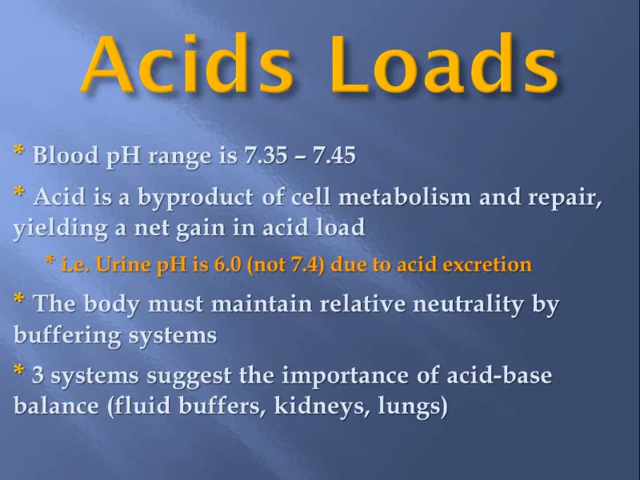 Acids Loads
* Blood pH range is 7.35 – 7.45
* Acid is a byproduct of cell metabolism and repair,
yielding a net gain in acid load
* i.e. Urine pH is 6.0 (not 7.4) due to acid excretion
* The body must maintain relative neutrality by
buffering systems
* 3 systems suggest the importance of acid-base
balance (fluid buffers, kidneys, lungs)